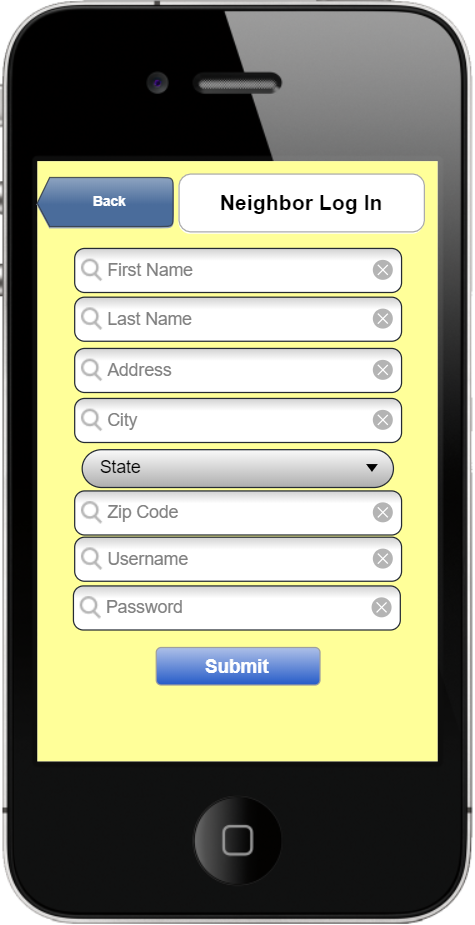 Back
Neighbor Log In
First Name
Last Name
Address
City
State
Zip Code
Username
Password
Submit